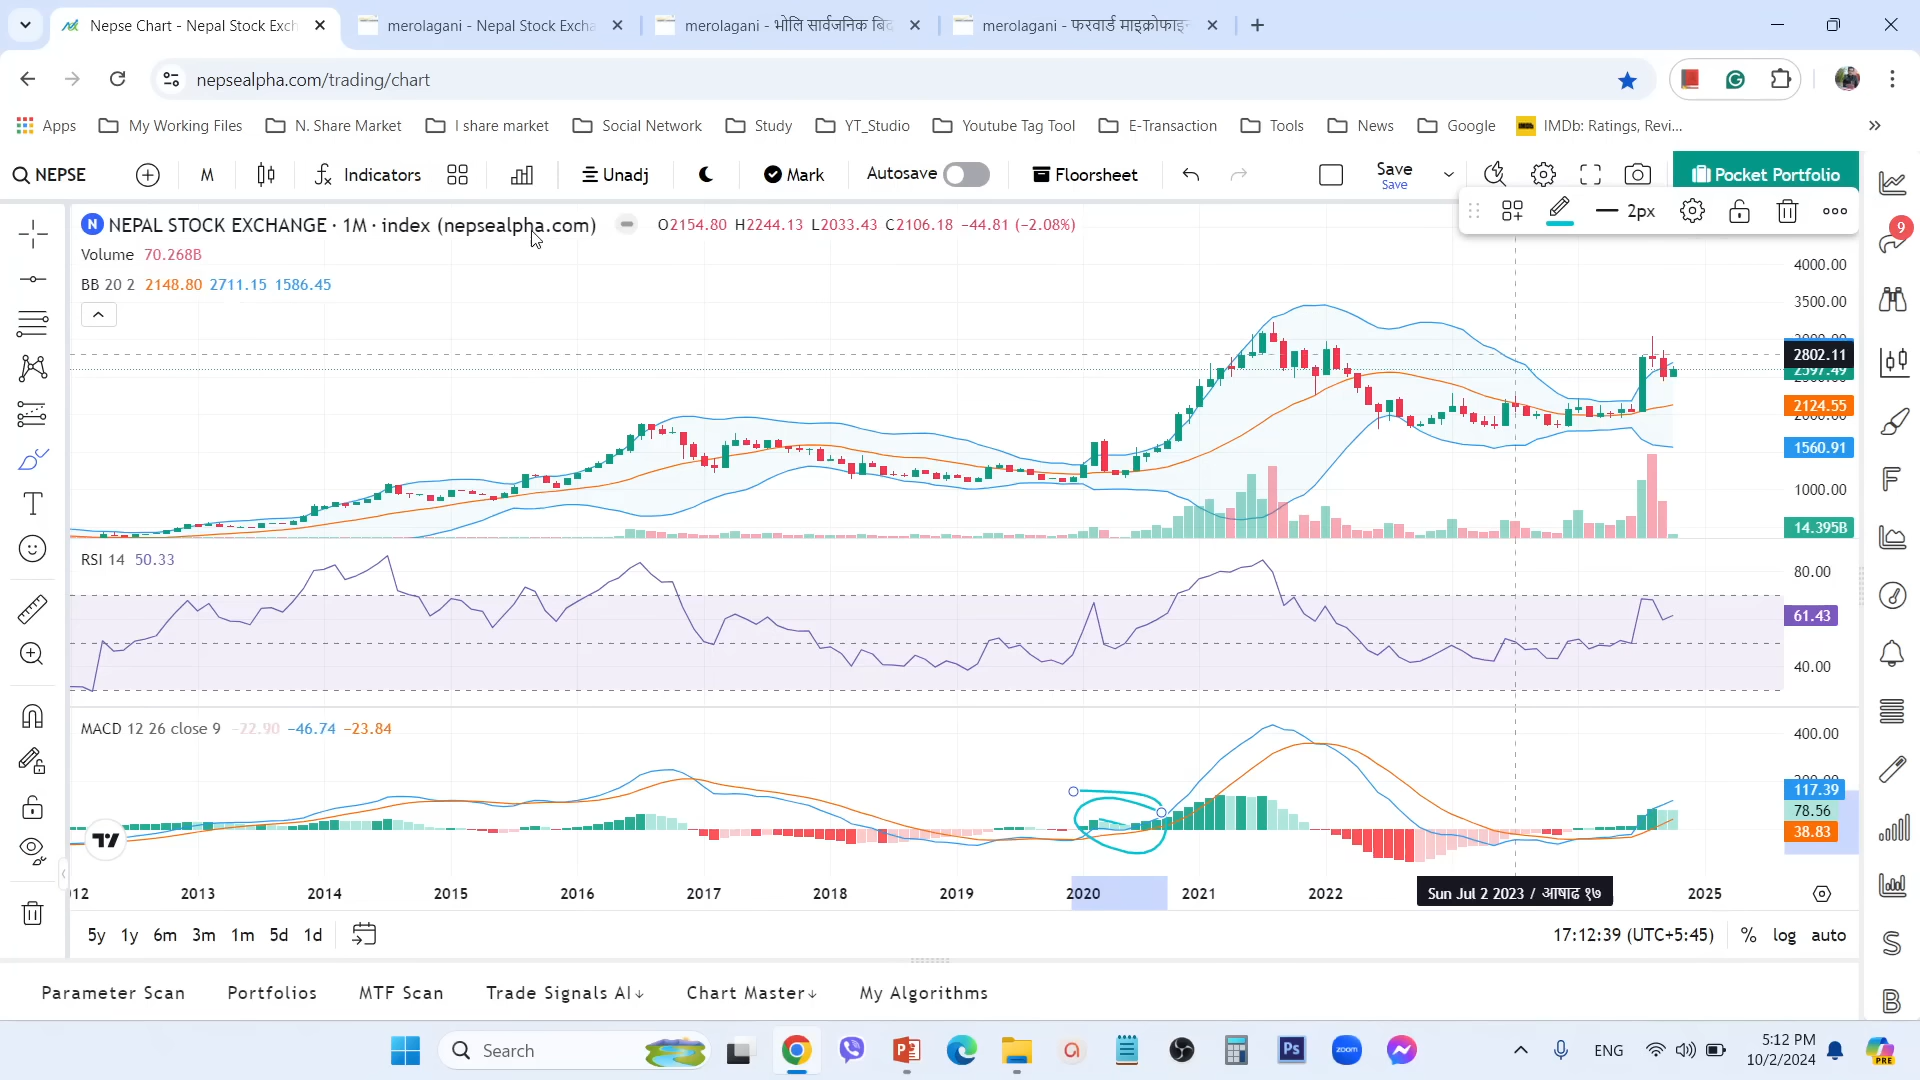 Nepse Chart - Nepal Stock Exch
merolagani - Nepal Stock Excha
merolagani - भोलि सार्वजनिक बिद
merolagani - फरवार्ड माइक्रोफाइन
nepsealpha.com/trading/chart
Apps
My Working Files
N. Share Market
I share market
Social Network
Study
YT_Studio
Youtube Tag Tool
E-Transaction
Tools
News
Google
IMDb: Ratings, Revi...
NEPSE
M
Indicators
Unadj
Mark
Autosave
Floorsheet
Save
Save
Pocket Portfolio
N NEPAL STOCK EXCHANGE · 1M · index (nepsealpha.com)
O2154.80 H2244.13 L2033.43 C2106.18 −44.81 (−2.08%)
2px
9
Volume 70.268B
BB 20 2 2148.80 2711.15 1586.45
4000.00
3500.00
2802.11
2597.49
2124.55
1560.91
1000.00
14.395B
RSI 14 50.33
80.00
61.43
40.00
MACD 12 26 close 9 −22.90 −46.74 −23.84
400.00
117.39
78.56
38.83
2013
2014
2015
2016
2017
2018
2019
2020
2021
2022
Sun Jul 2 2023 / आषाढ १७
2025
5y 1y 6m 3m 1m 5d 1d
17:12:39 (UTC+5:45)
% log auto
Parameter Scan
Portfolios
MTF Scan
Trade Signals AI↓
Chart Master↓
My Algorithms
Search
ENG
5:12 PM
10/2/2024